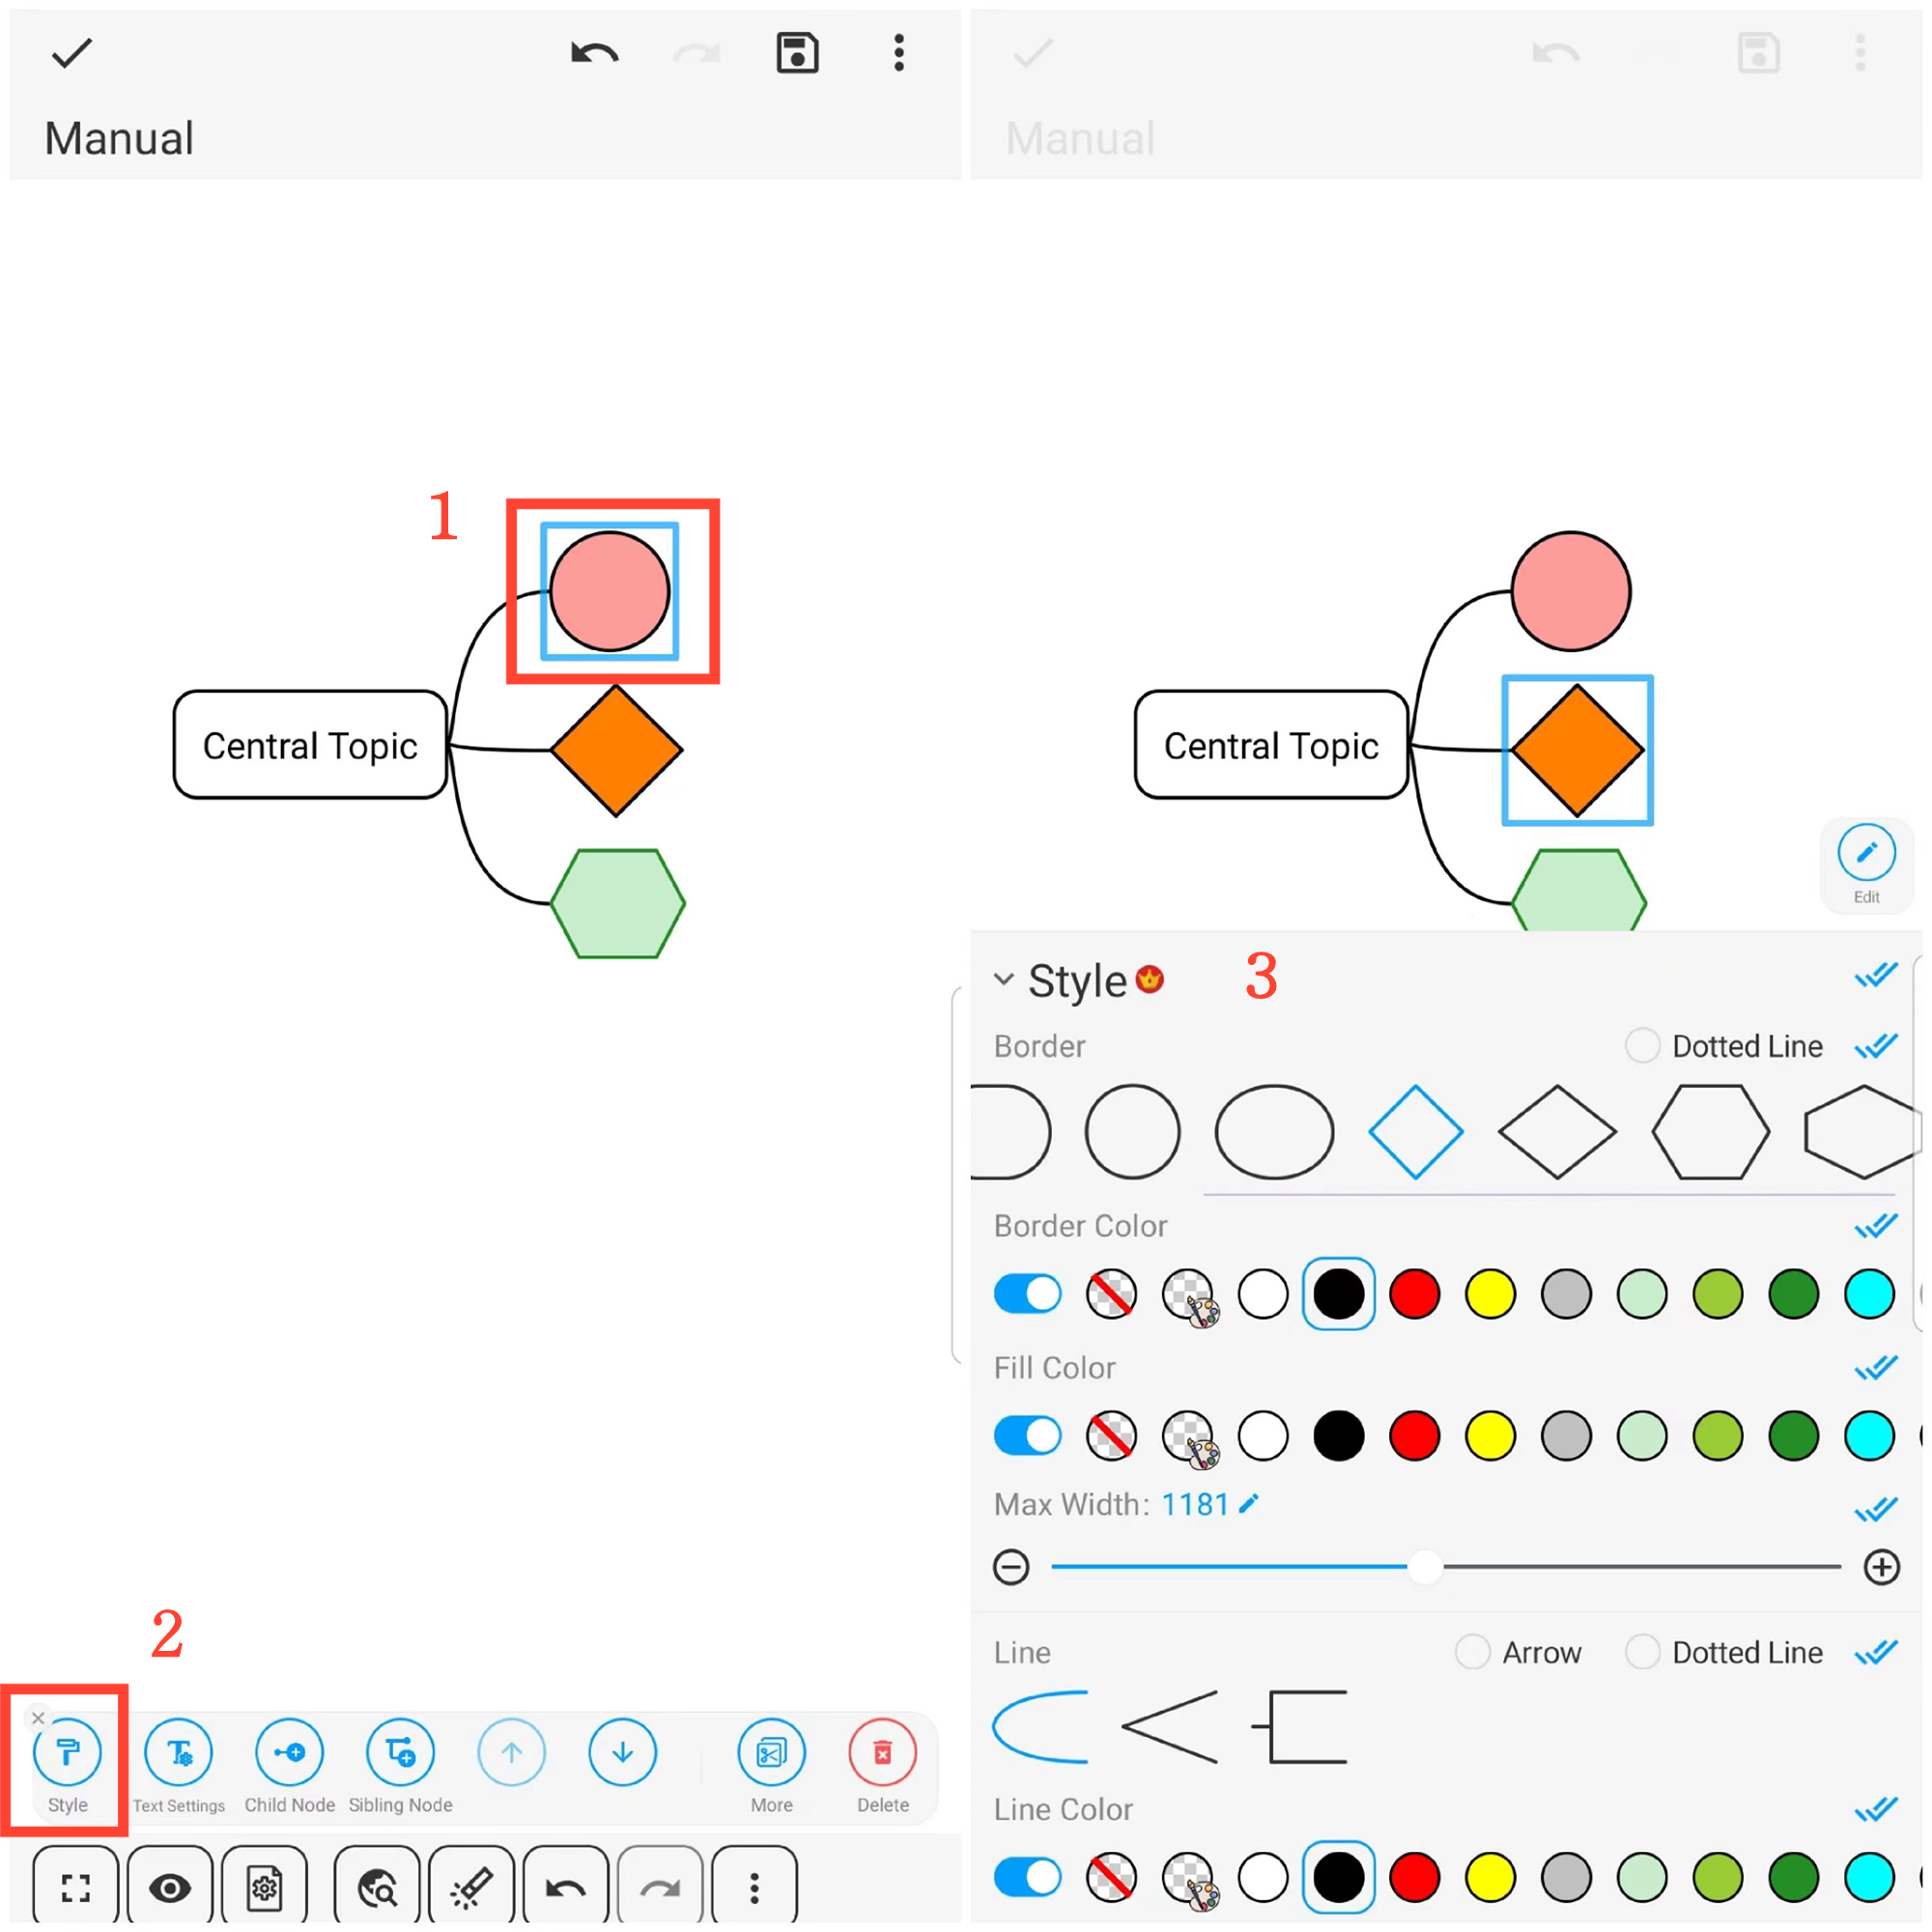 Manual
1
Central Topic
2
Style
Text Settings
Child Node
Sibling Node
More
Delete
Manual
Central Topic
Edit
Style
3
Border
Dotted Line
Border Color
Fill Color
Max Width: 1181
Line
Arrow
Dotted Line
Line Color